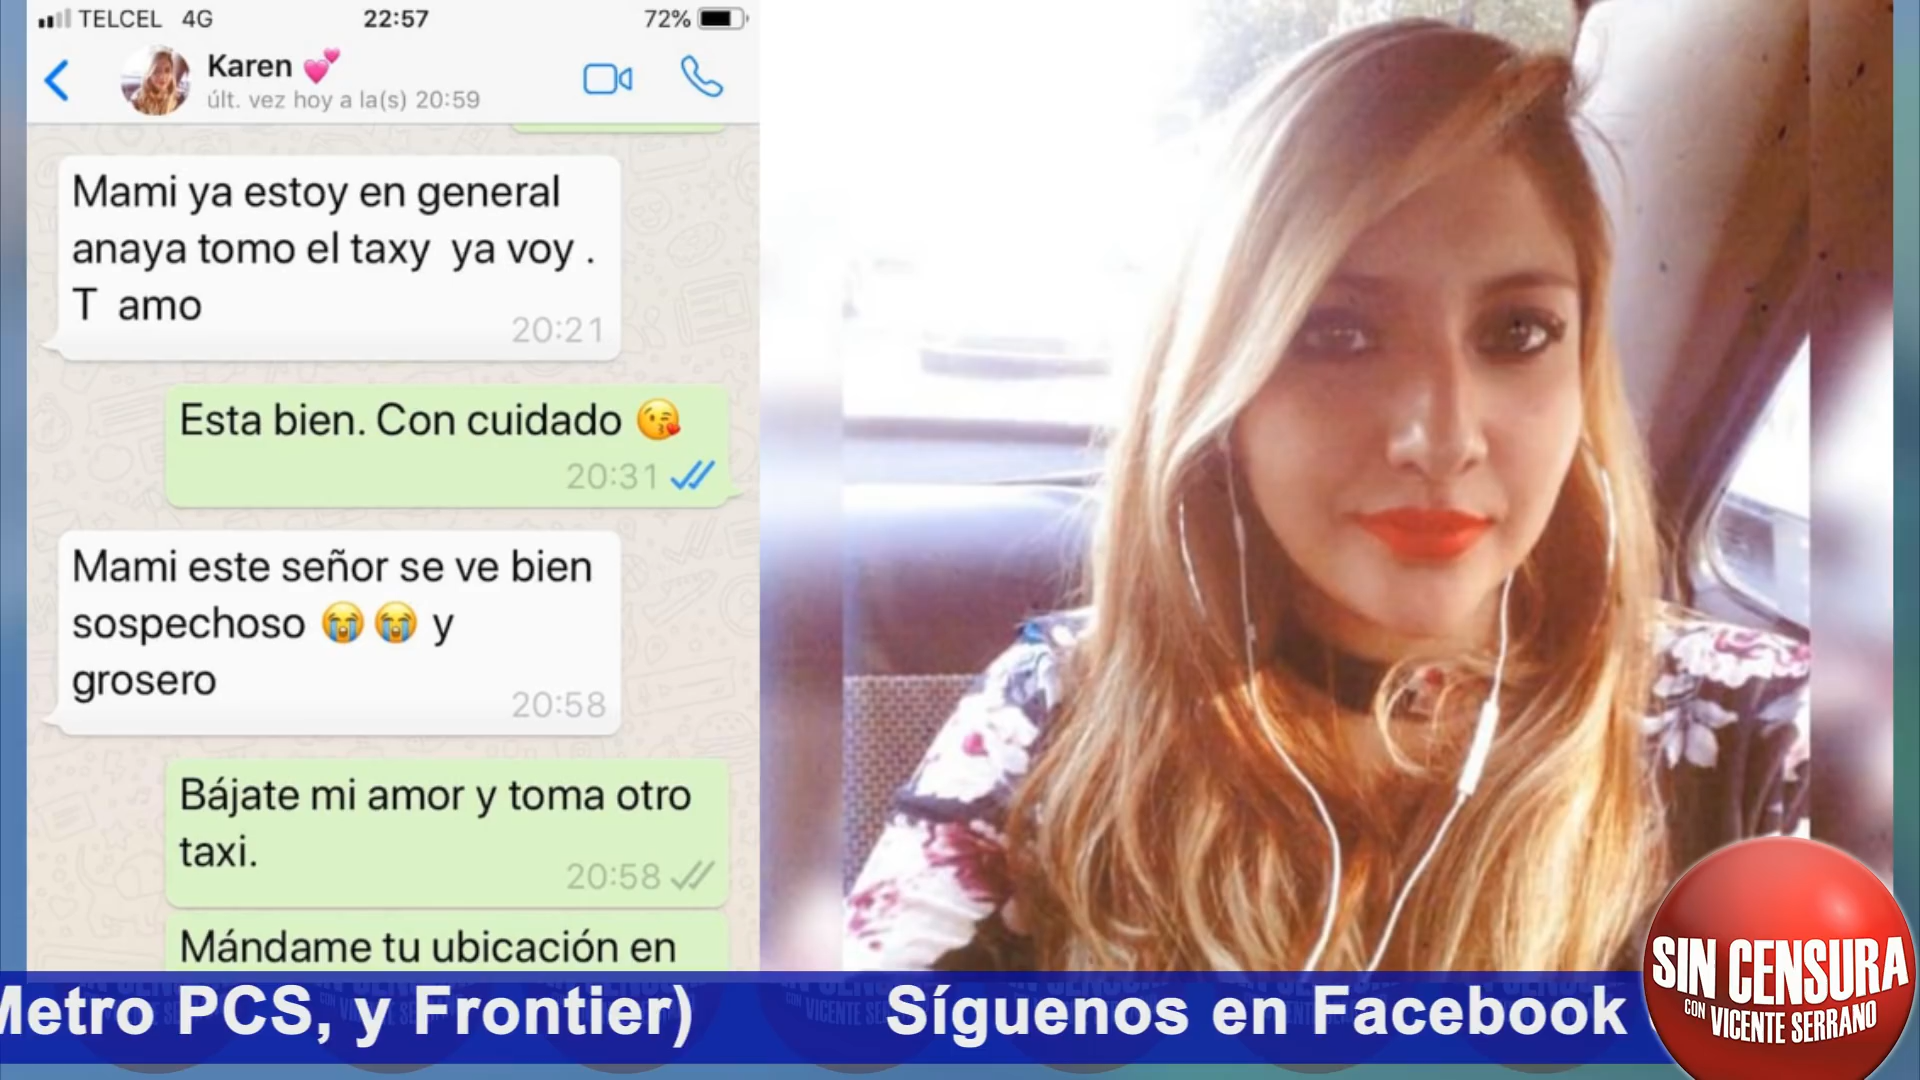 TELCEL 4G 22:57 72%
Karen
últ. vez hoy a la(s) 20:59
Mami ya estoy en general
anaya tomo el taxy ya voy .
T amo
20:21
Esta bien. Con cuidado
20:31
Mami este señor se ve bien
sospechoso y
grosero
20:58
Bájate mi amor y toma otro
taxi.
20:58
Mándame tu ubicación en
Metro PCS, y Frontier) Síguenos en Facebook
SIN CENSURA
CON
VICENTE SERRANO